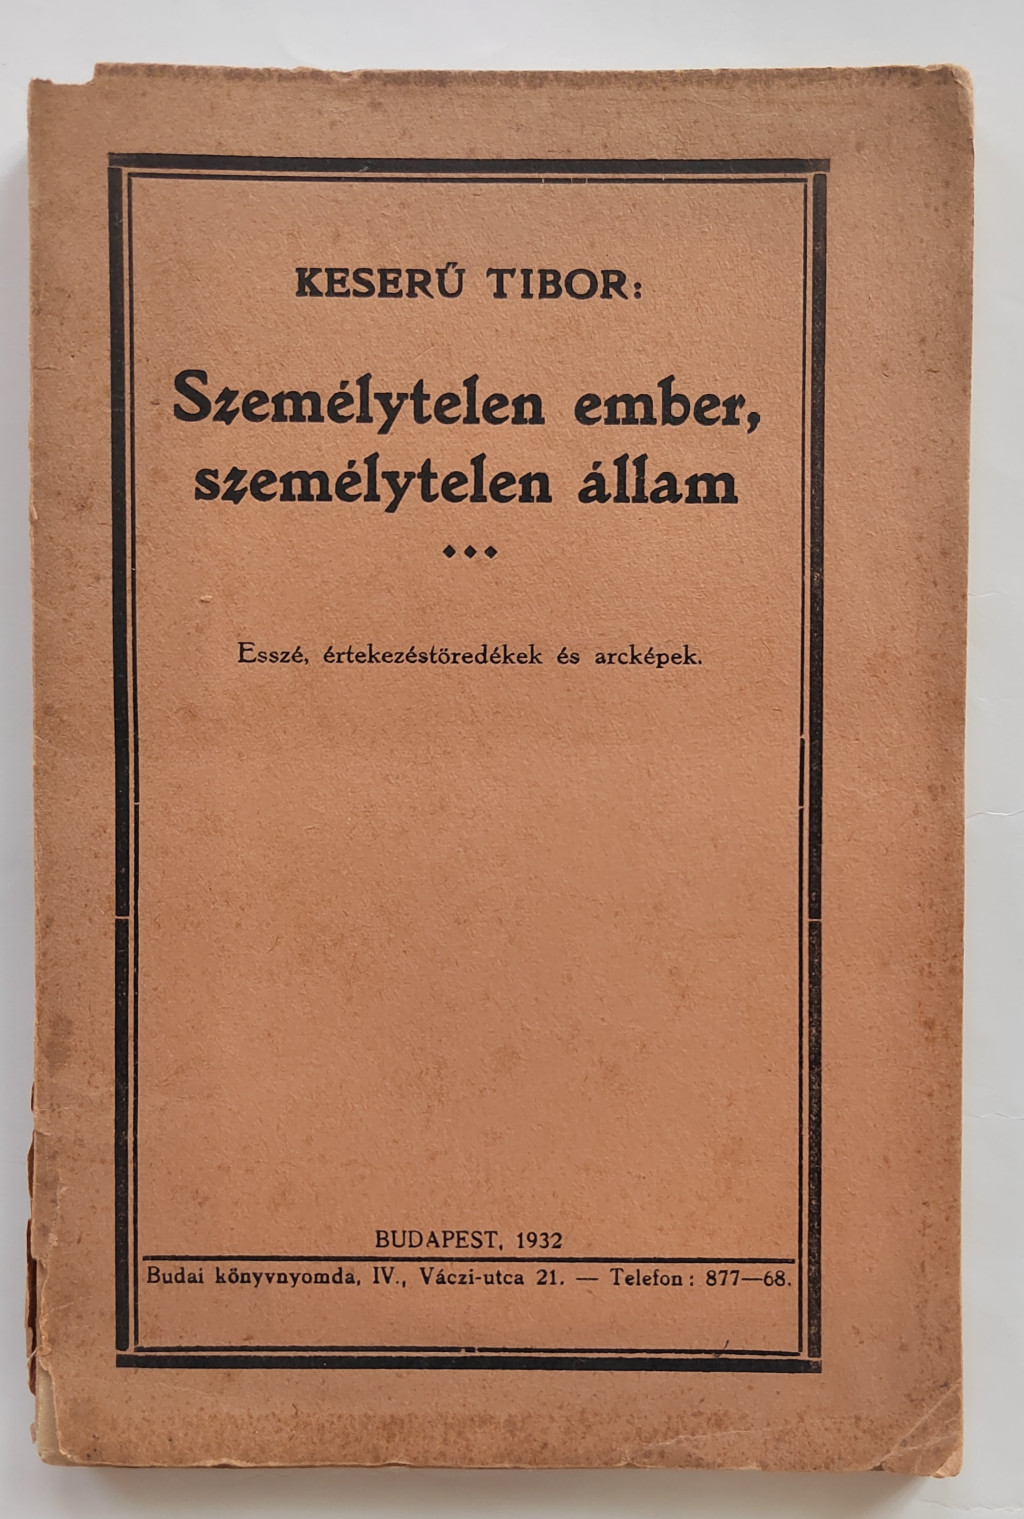 KESERŰ TIBOR:
Személytelen ember,
személytelen állam
Esszé, értekezéstöredékek és arcképek.
BUDAPEST, 1932
Budai könyvnyomda, IV., Váczi-utca 21. — Telefon: 877—68.